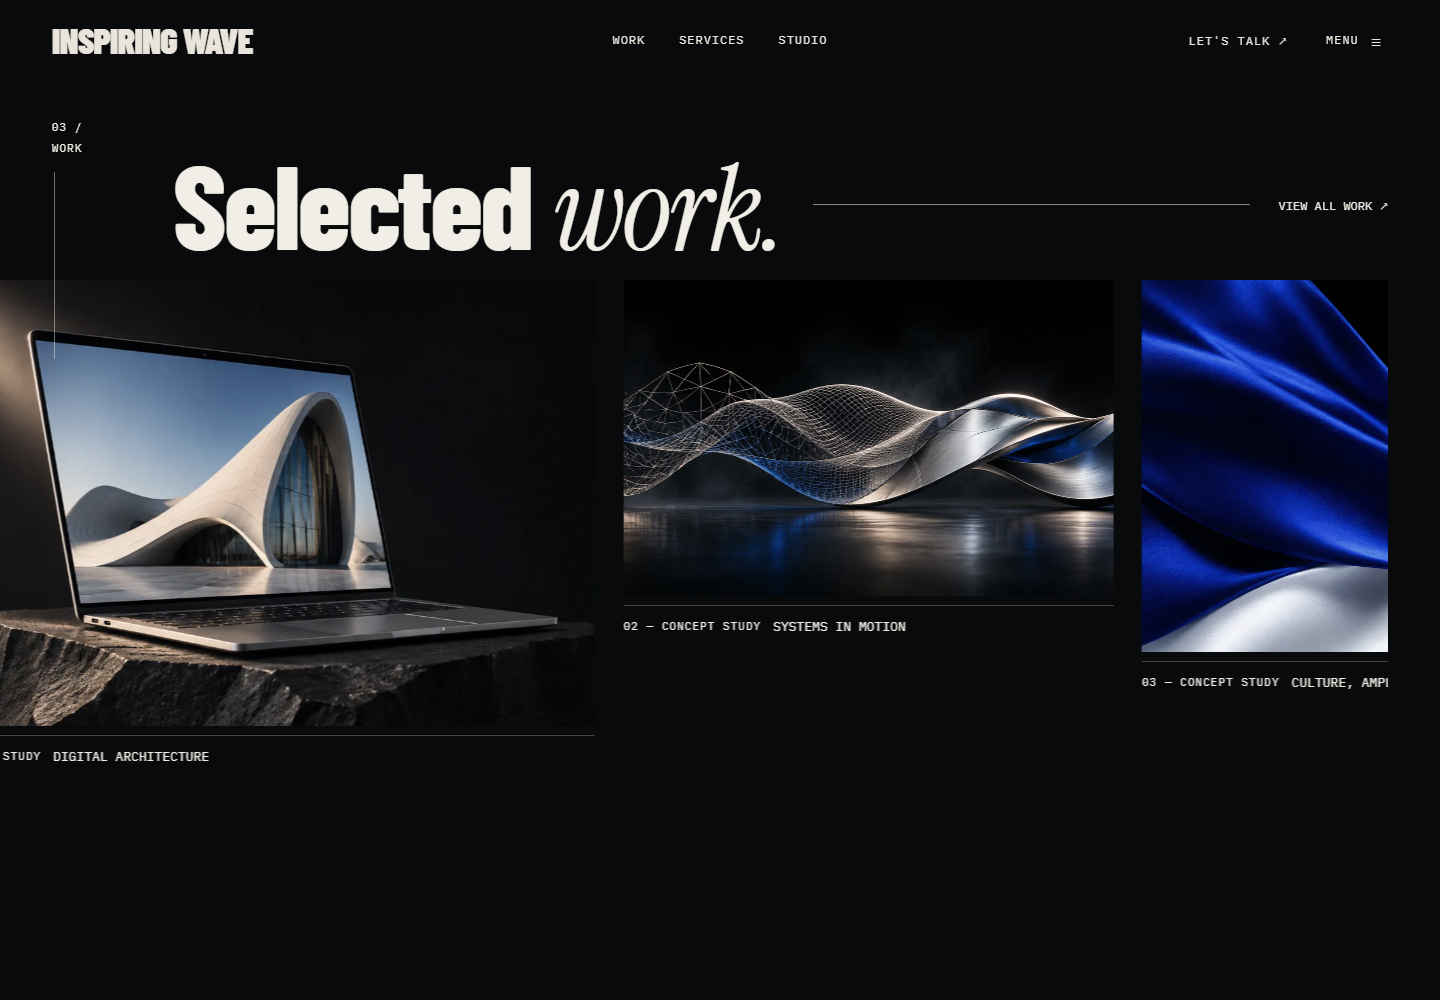 INSPIRING WAVE
WORK SERVICES STUDIO
LET'S TALK ↗ MENU ≡
03 /
WORK
Selected work.
VIEW ALL WORK ↗
STUDY DIGITAL ARCHITECTURE
02 — CONCEPT STUDY SYSTEMS IN MOTION
03 — CONCEPT STUDY CULTURE,